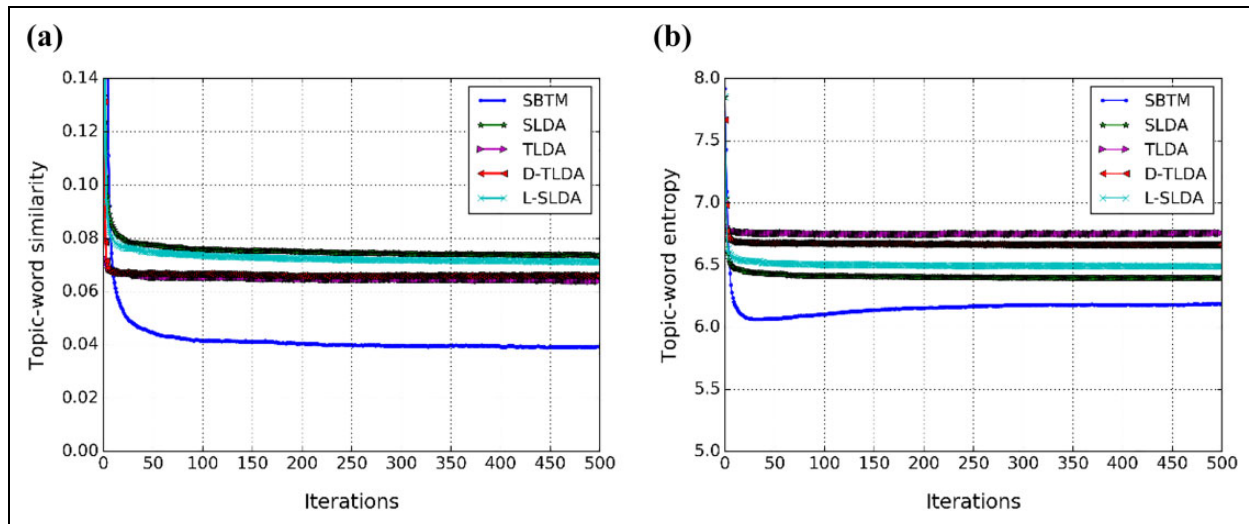 (a)
0.14
0.12
0.10
0.08
0.06
0.04
0.02
0.00
Topic-word similarity
0 50 100 150 200 250 300 350 400 450 500
Iterations
SBTM
SLDA
TLDA
D-TLDA
L-SLDA
(b)
8.0
7.5
7.0
6.5
6.0
5.5
5.0
Topic-word entropy
0 50 100 150 200 250 300 350 400 450 500
Iterations
SBTM
SLDA
TLDA
D-TLDA
L-SLDA